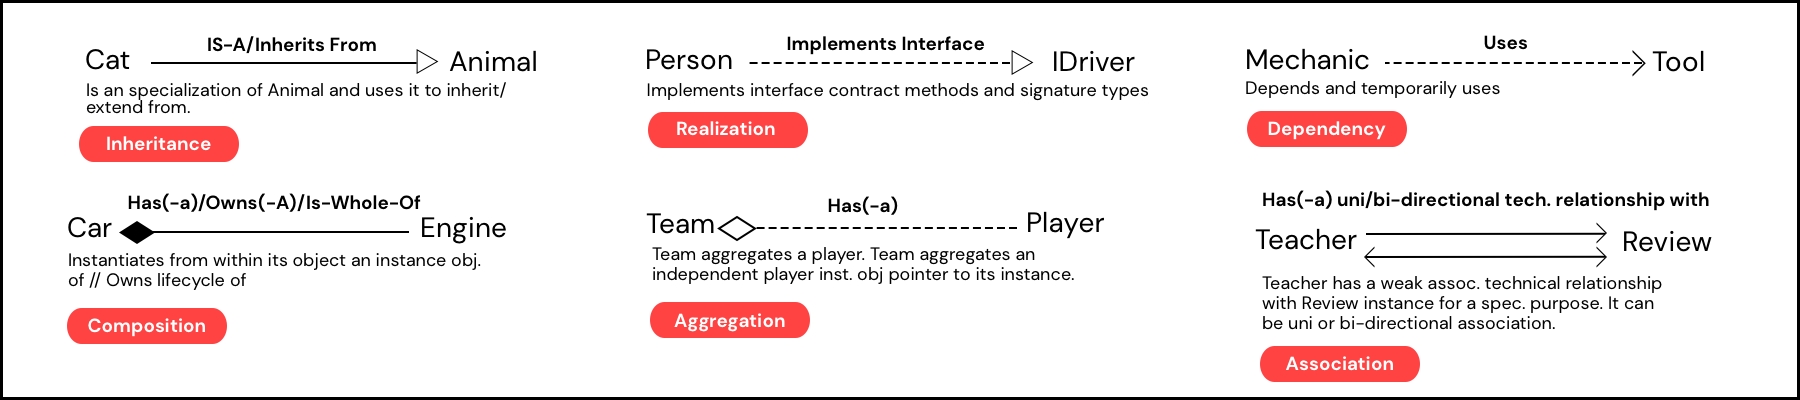 IS-A/Inherits From
Cat
Animal
Is an specialization of Animal and uses it to inherit/
extend from.
Inheritance
Implements Interface
Person
IDriver
Implements interface contract methods and signature types
Realization
Uses
Mechanic
Tool
Depends and temporarily uses
Dependency
Has(-a)/Owns(-A)/Is-Whole-Of
Car
Engine
Instantiates from within its object an instance obj.
of // Owns lifecycle of
Composition
Has(-a)
Team
Player
Team aggregates a player. Team aggregates an
independent player inst. obj pointer to its instance.
Aggregation
Has(-a) uni/bi-directional tech. relationship with
Teacher
Review
Teacher has a weak assoc. technical relationship
with Review instance for a spec. purpose. It can
be uni or bi-directional association.
Association